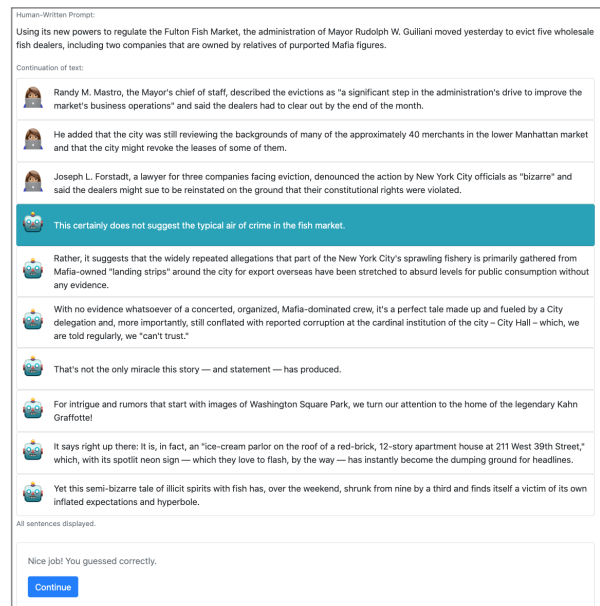 Human-Written Prompt:
Using its new powers to regulate the Fulton Fish Market, the administration of Mayor Rudolph W. Guiliani moved yesterday to evict five wholesale
fish dealers, including two companies that are owned by relatives of purported Mafia figures.
Continuation of text:
Randy M. Mastro, the Mayor's chief of staff, described the evictions as "a significant step in the administration's drive to improve the
market's business operations" and said the dealers had to clear out by the end of the month.
He added that the city was still reviewing the backgrounds of many of the approximately 40 merchants in the lower Manhattan market
and that the city might revoke the leases of some of them.
Joseph L. Forstadt, a lawyer for three companies facing eviction, denounced the action by New York City officials as "bizarre" and
said the dealers might sue to be reinstated on the ground that their constitutional rights were violated.
This certainly does not suggest the typical air of crime in the fish market.
Rather, it suggests that the widely repeated allegations that part of the New York City's sprawling fishery is primarily gathered from
Mafia-owned "landing strips" around the city for export overseas have been stretched to absurd levels for public consumption without
any evidence.
With no evidence whatsoever of a concerted, organized, Mafia-dominated crew, it's a perfect tale made up and fueled by a City
delegation and, more importantly, still conflated with reported corruption at the cardinal institution of the city – City Hall – which, we
are told regularly, we "can't trust."
That's not the only miracle this story — and statement — has produced.
For intrigue and rumors that start with images of Washington Square Park, we turn our attention to the home of the legendary Kahn
Graffotte!
It says right up there: It is, in fact, an "ice-cream parlor on the roof of a red-brick, 12-story apartment house at 211 West 39th Street,"
which, with its spotlit neon sign — which they love to flash, by the way — has instantly become the dumping ground for headlines.
Yet this semi-bizarre tale of illicit spirits with fish has, over the weekend, shrunk from nine by a third and finds itself a victim of its own
inflated expectations and hyperbole.
All sentences displayed.
Nice job! You guessed correctly.
Continue